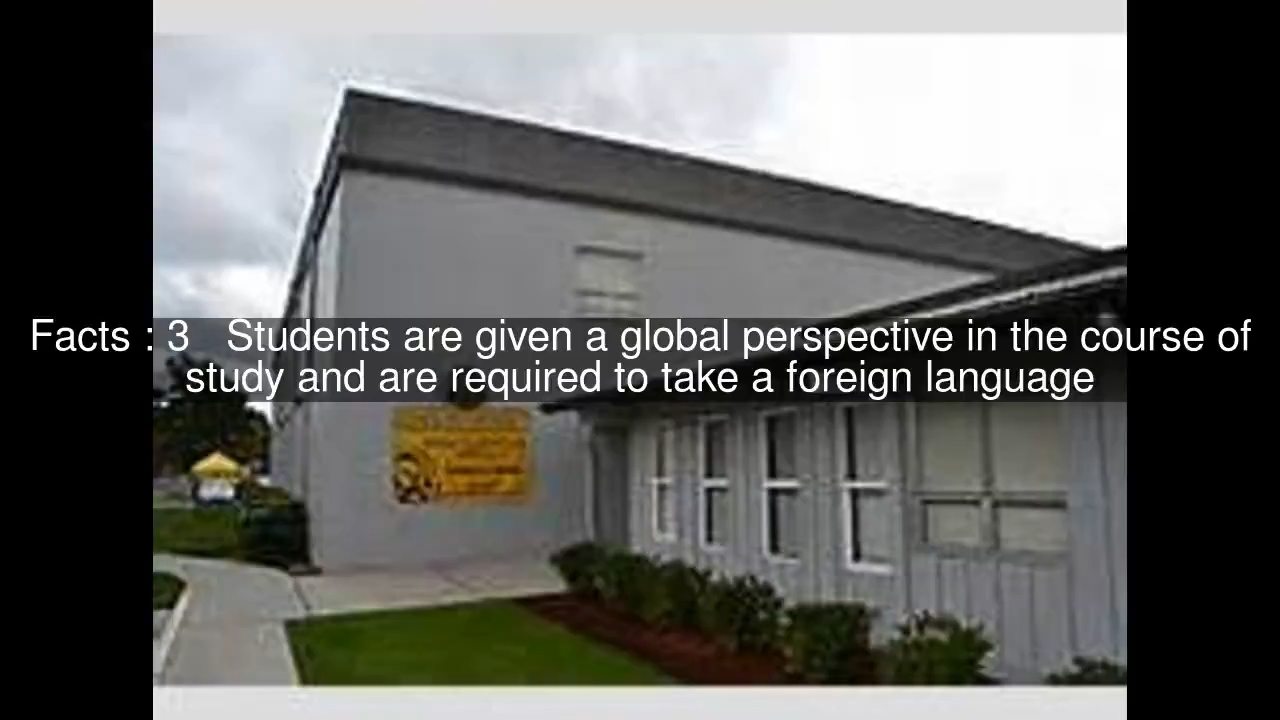 Facts : 3   Students are given a global perspective in the course of
study and are required to take a foreign language